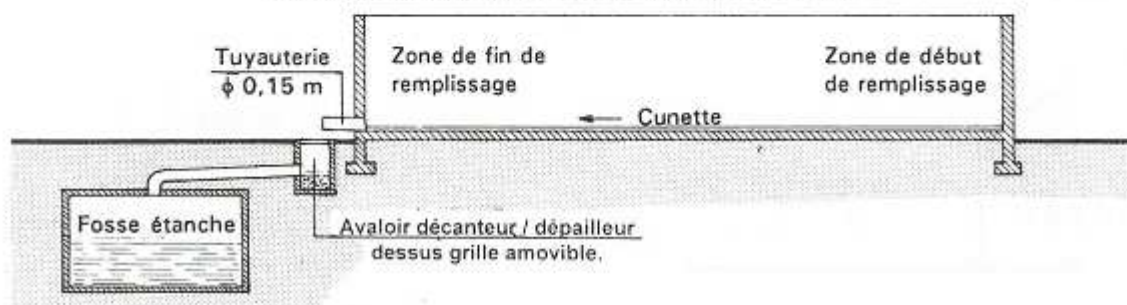 Tuyauterie
ϕ 0,15 m
Zone de fin de
remplissage
Zone de début
de remplissage
Cunette
Fosse étanche
Avaloir décanteur / dépailleur
dessus grille amovible.